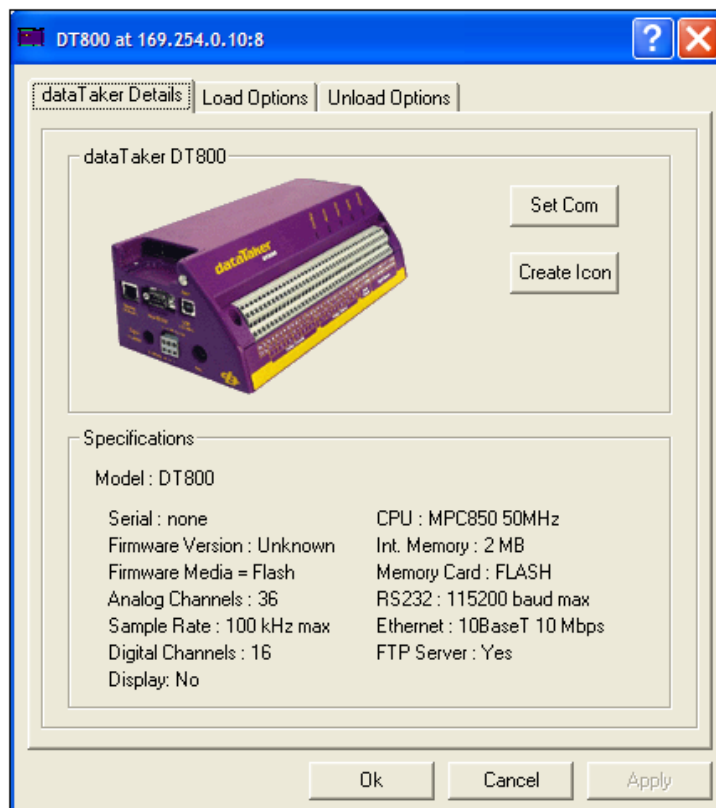 DT800 at 169.254.0.10:8
dataTaker Details
Load Options
Unload Options
dataTaker DT800
dataTaker
Set Com
Create Icon
Specifications
Model : DT800
Serial : none
Firmware Version : Unknown
Firmware Media = Flash
Analog Channels : 36
Sample Rate : 100 kHz max
Digital Channels : 16
Display: No
CPU : MPC850 50MHz
Int. Memory : 2 MB
Memory Card : FLASH
RS232 : 115200 baud max
Ethernet : 10BaseT 10 Mbps
FTP Server : Yes
Ok
Cancel
Apply